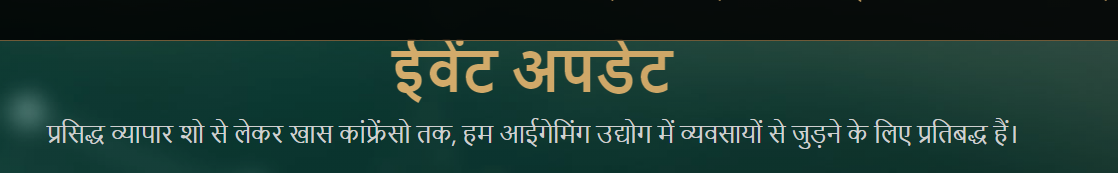 ईवेंट अपडेट
प्रसिद्ध व्यापार शो से लेकर खास कांफ्रेंसो तक, हम आईगेमिंग उद्योग में व्यवसायों से जुड़ने के लिए प्रतिबद्ध हैं।